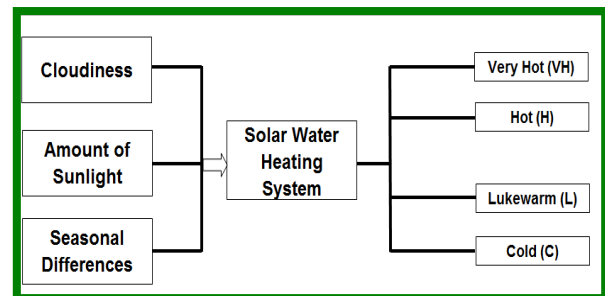 Cloudiness
Amount of
Sunlight
Seasonal
Differences
Solar Water
Heating
System
Very Hot (VH)
Hot (H)
Lukewarm (L)
Cold (C)